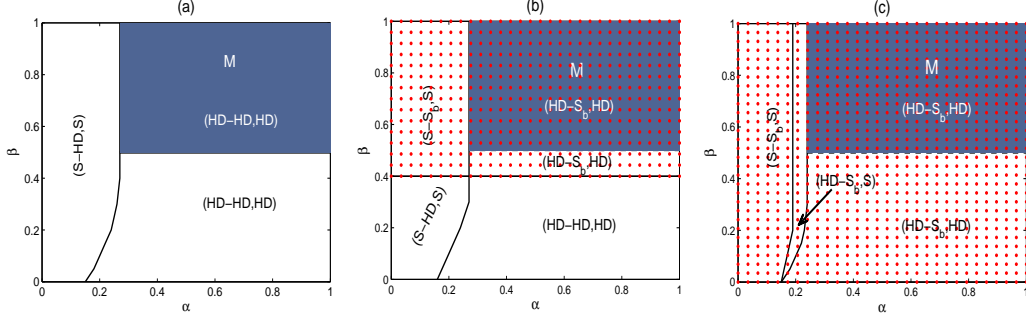 (a)
1
0.8
0.6
0.4
0.2
0
β
0
0.2
0.4
0.6
0.8
1
α
(S−HD,S)
M
(HD−HD,HD)
(HD−HD,HD)
(b)
1
0.8
0.6
0.4
0.2
0
β
0
0.2
0.4
0.6
0.8
1
α
(S−S_b,S)
M
(HD−S_b,HD)
(HD−S_b,HD)
(S−HD,S)
(HD−HD,HD)
(c)
1
0.8
0.6
0.4
0.2
0
β
0
0.2
0.4
0.6
0.8
1
α
(S−S_b,S)
M
(HD−S_b,HD)
(HD−S_b,S)
(HD−S_b,HD)